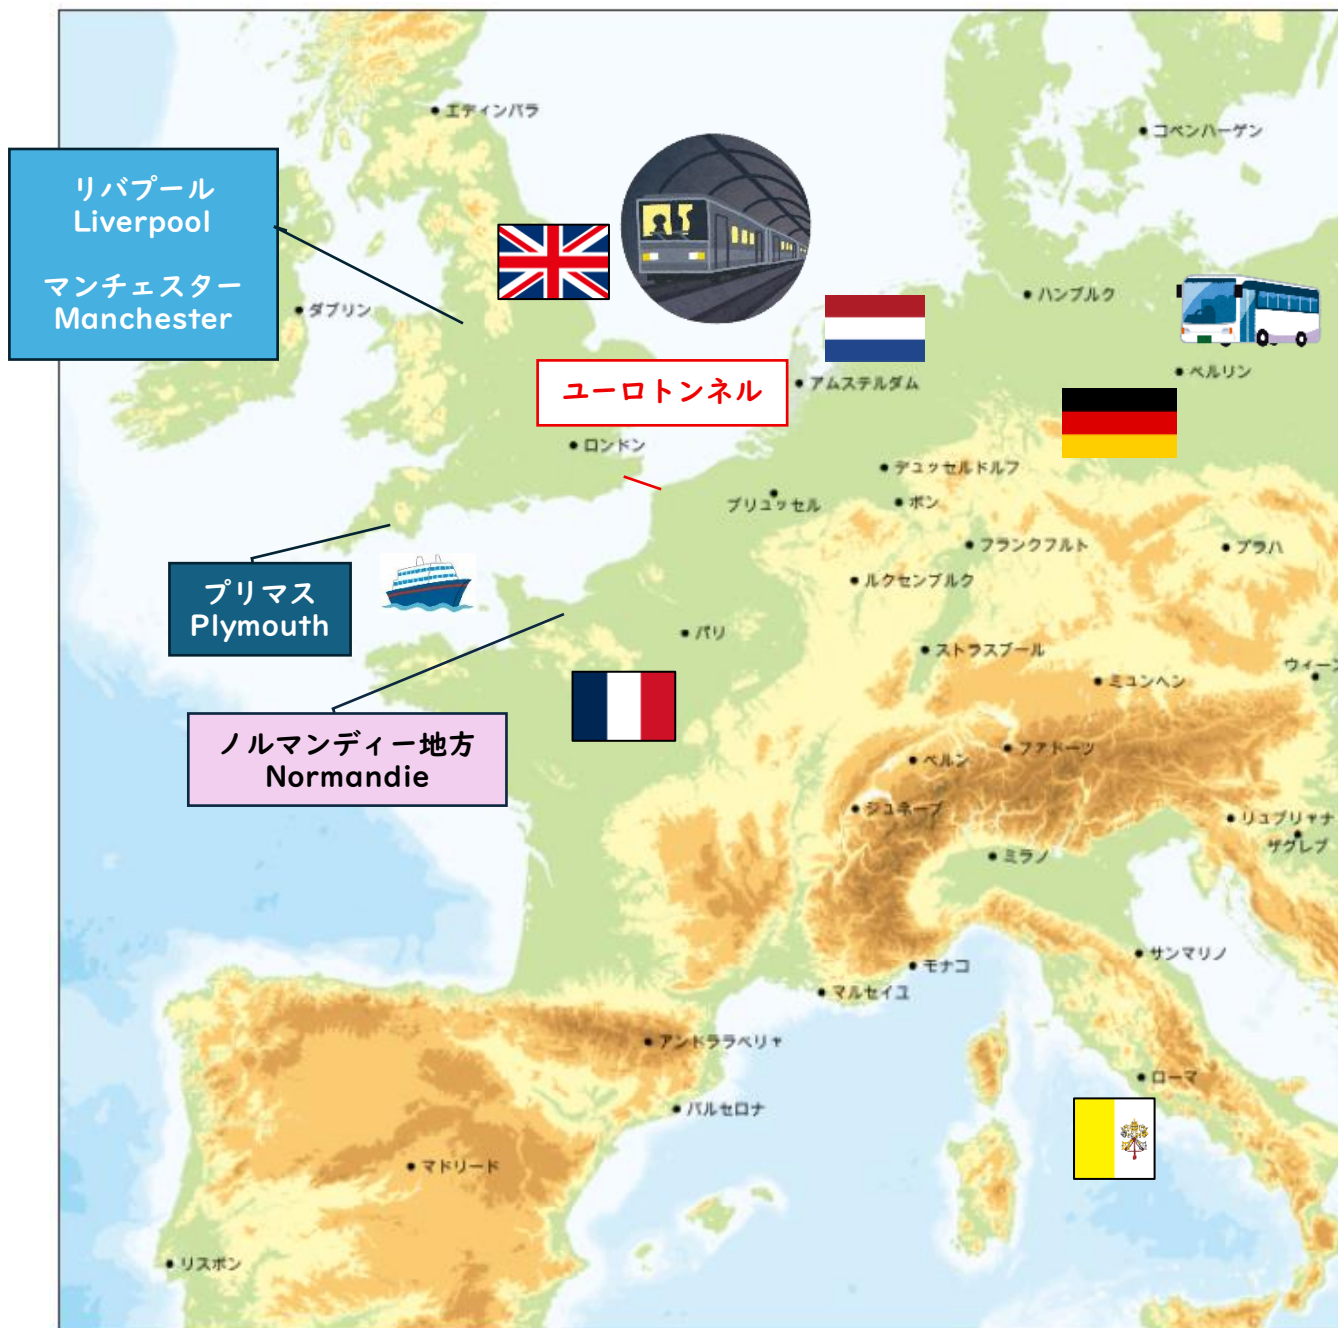 エディンバラ
コペンハーゲン
リバプール
Liverpool
マンチェスター
Manchester
ダブリン
ハンブルク
ベルリン
アムステルダム
ユーロトンネル
ロンドン
デュッセルドルフ
ブリュッセル
ボン
フランクフルト
プラハ
ルクセンブルク
プリマス
Plymouth
パリ
ストラスブール
ウィーン
ミュンヘン
ノルマンディー地方
Normandie
ファドーツ
ベルン
ジュネーブ
リュブリャナ
ザグレブ
ミラノ
サンマリノ
モナコ
マルセイユ
アンドララベリャ
ローマ
バルセロナ
マドリード
リスボン